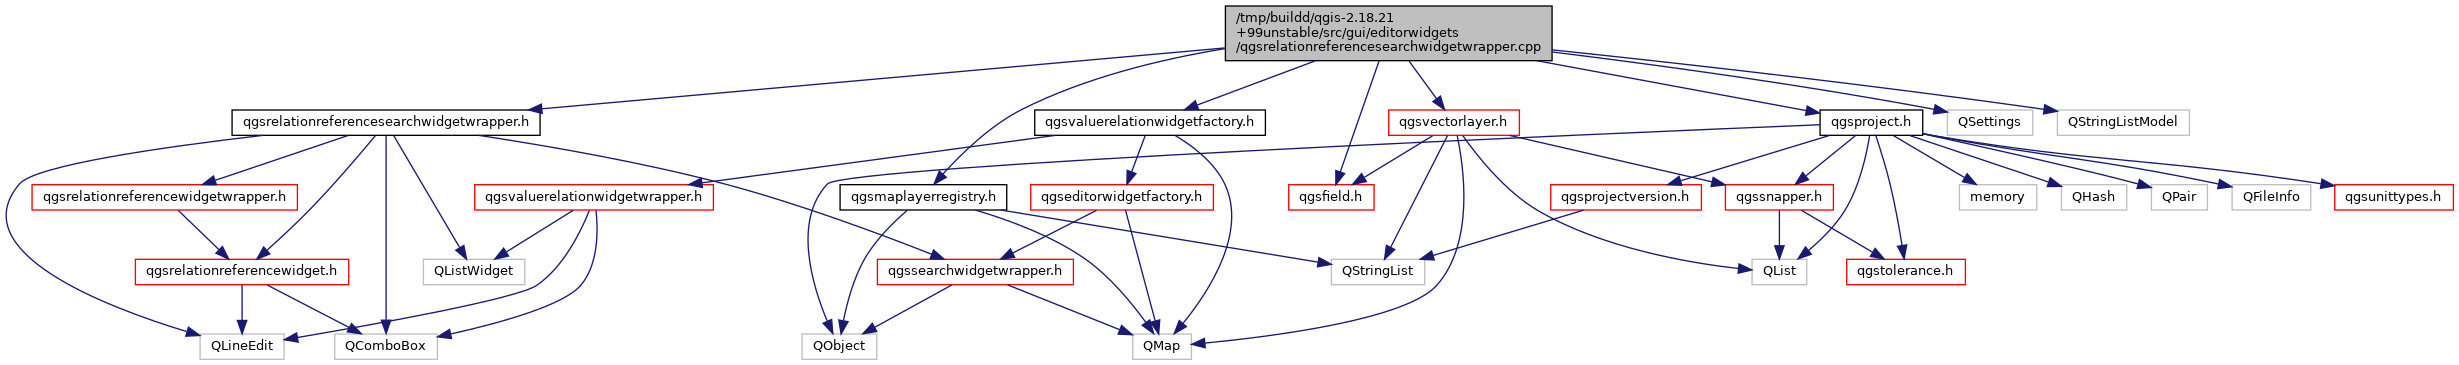 /tmp/buildd/qgis-2.18.21
+99unstable/src/gui/editorwidgets
/qgsrelationreferencesearchwidgetwrapper.cpp
qgsrelationreferencesearchwidgetwrapper.h
qgsvaluerelationwidgetfactory.h
qgsvectorlayer.h
qgsproject.h
QSettings
QStringListModel
qgsrelationreferencewidgetwrapper.h
qgsvaluerelationwidgetwrapper.h
qgsmaplayerregistry.h
qgseditorwidgetfactory.h
qgsfield.h
qgsprojectversion.h
qgssnapper.h
memory
QHash
QPair
QFileInfo
qgsunittypes.h
qgsrelationreferencewidget.h
QListWidget
qgssearchwidgetwrapper.h
QStringList
QList
qgstolerance.h
QLineEdit
QComboBox
QObject
QMap